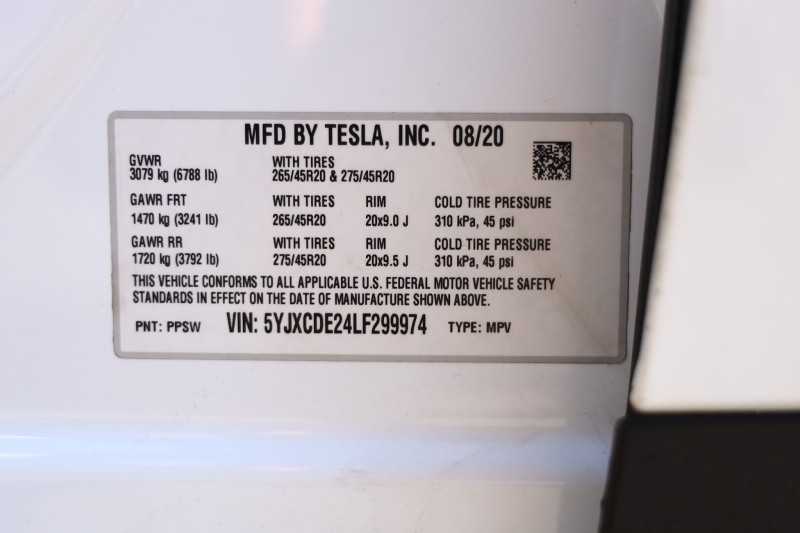 MFD BY TESLA, INC. 08/20
GVWR WITH TIRES
3079 kg (6788 lb) 265/45R20 & 275/45R20
GAWR FRT WITH TIRES RIM COLD TIRE PRESSURE
1470 kg (3241 lb) 265/45R20 20x9.0 J 310 kPa, 45 psi
GAWR RR WITH TIRES RIM COLD TIRE PRESSURE
1720 kg (3792 lb) 275/45R20 20x9.5 J 310 kPa, 45 psi
THIS VEHICLE CONFORMS TO ALL APPLICABLE U.S. FEDERAL MOTOR VEHICLE SAFETY
STANDARDS IN EFFECT ON THE DATE OF MANUFACTURE SHOWN ABOVE.
PNT: PPSW VIN: 5YJXCDE24LF299974 TYPE: MPV